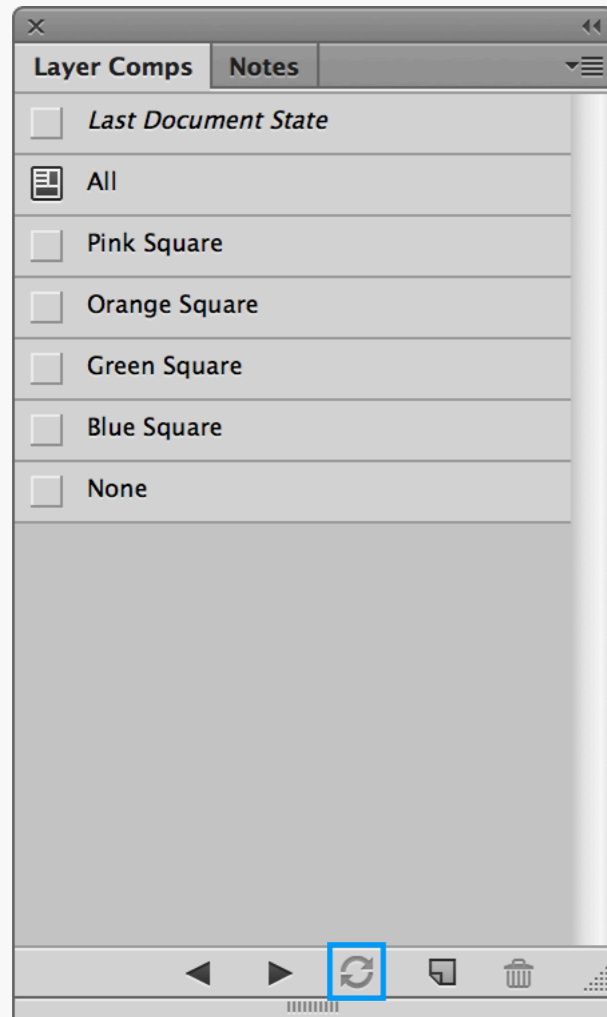 Layer Comps
Notes
Last Document State
All
Pink Square
Orange Square
Green Square
Blue Square
None